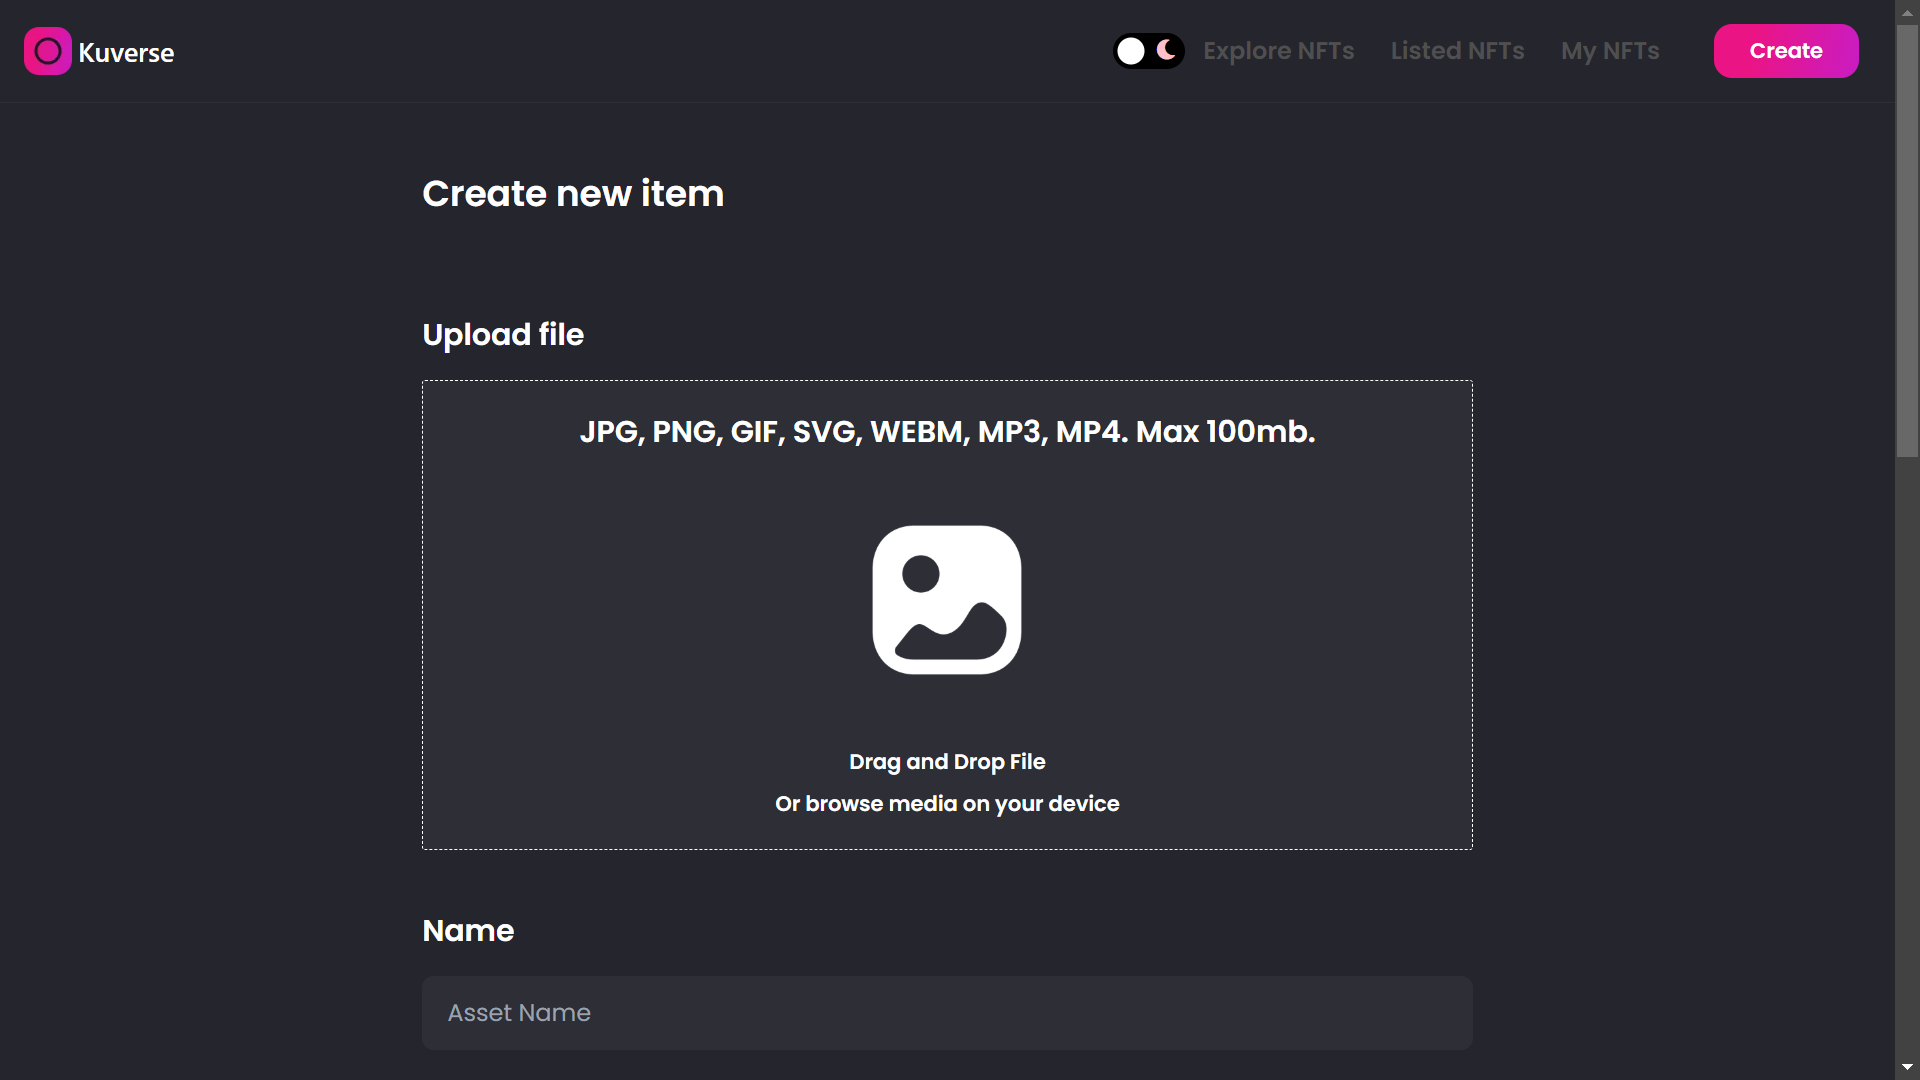 Kuverse
Explore NFTs
Listed NFTs
My NFTs
Create
Create new item
Upload file
JPG, PNG, GIF, SVG, WEBM, MP3, MP4. Max 100mb.
Drag and Drop File
Or browse media on your device
Name
Asset Name